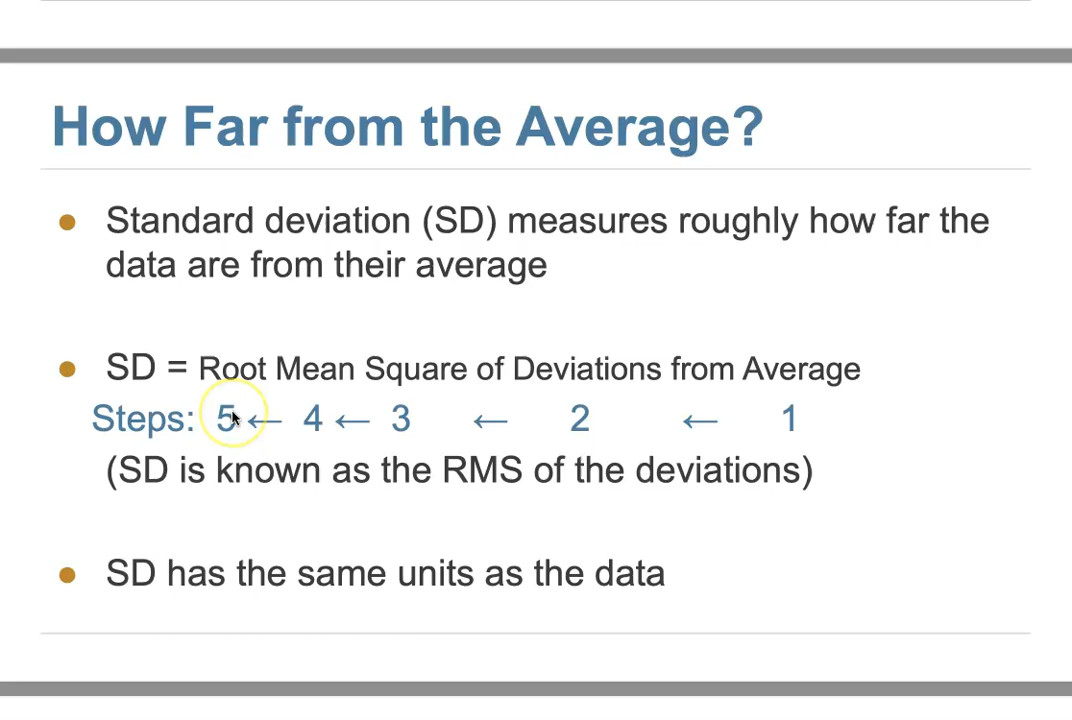 How Far from the Average?
● Standard deviation (SD) measures roughly how far the
data are from their average
● SD = Root Mean Square of Deviations from Average
Steps: 5 ← 4 ← 3 ← 2 ← 1
(SD is known as the RMS of the deviations)
● SD has the same units as the data